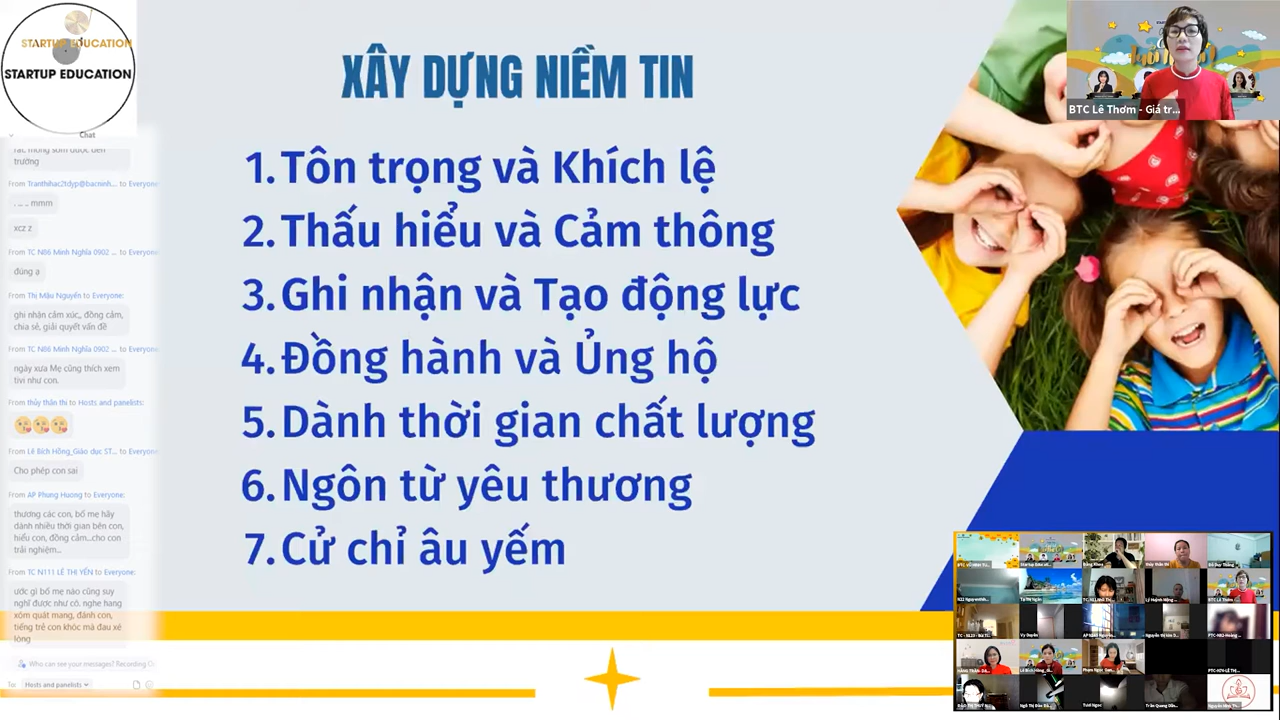 STARTUP EDUCATION
STARTUP EDUCATION
Chat
trường
From Tranthihac2tdyp@bacninh... to Everyone
. .. .. mmm
xcz z
From TC N86 Minh Nghĩa 0902 ... to Everyone
đúng ạ
From Thị Mậu Nguyễn to Everyone:
ghi nhận cảm xúc,, đồng cảm,
chia sẻ, giải quyết vấn đề
From TC N86 Minh Nghĩa 0902 ... to Everyone
ngày xưa Mẹ cũng thích xem
tivi như con.
From thủy thân thi to Hosts and panelists:
From Lê Bích Hồng_Giáo dục ST... to Everyone
Cho phép con sai
From AP Phung Huong to Everyone:
thương các con, bố mẹ hãy
dành nhiều thời gian bên con,
hiểu con, đồng cảm...cho con
trải nghiệm...
From TC N111 LÊ THỊ YẾN to Everyone:
ước gì bố mẹ nào cũng suy
nghĩ được như cô. nghe hang
xóm quát mang, đánh con,
tiếng trẻ con khóc mà đau xé
lòng
Who can see your messages? Recording On
To: Hosts and panelists
XÂY DỰNG NIỀM TIN
1. Tôn trọng và Khích lệ
2. Thấu hiểu và Cảm thông
3. Ghi nhận và Tạo động lực
4. Đồng hành và Ủng hộ
5. Dành thời gian chất lượng
6. Ngôn từ yêu thương
7. Cử chỉ âu yếm
BTC Lê Thơm - Giá tr...